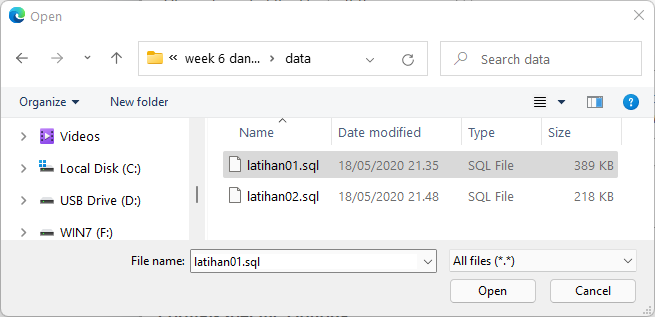 Open
« week 6 dan... > data
Search data
Organize
New folder
Name
Date modified
Type
Size
Videos
Local Disk (C:)
USB Drive (D:)
WIN7 (F:)
latihan01.sql 18/05/2020 21.35 SQL File 389 KB
latihan02.sql 18/05/2020 21.48 SQL File 218 KB
File name: latihan01.sql
All files (*.*)
Open
Cancel